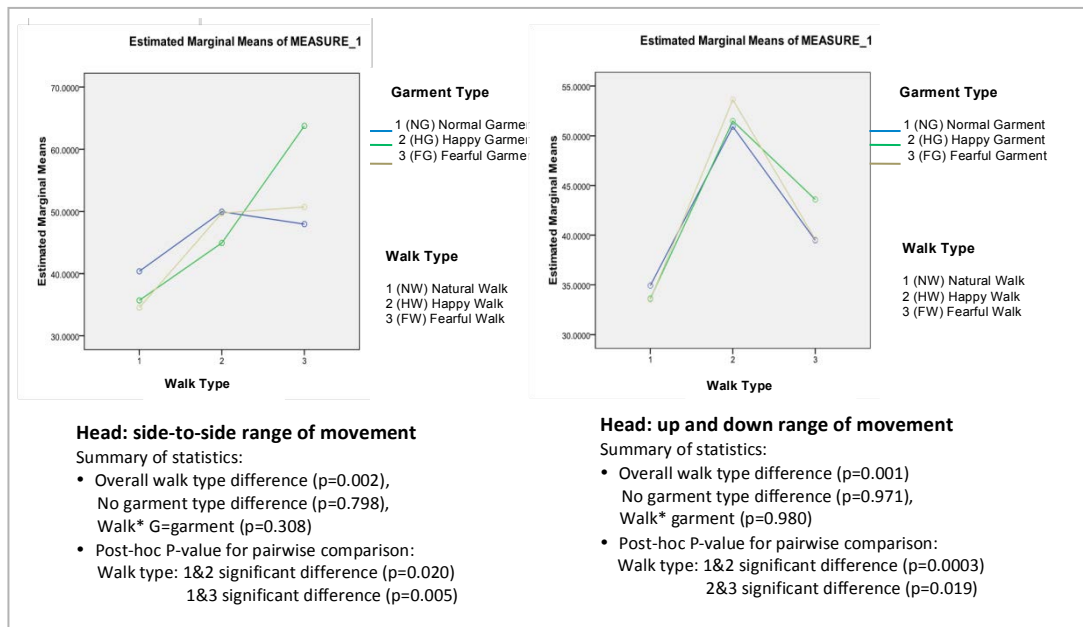 Estimated Marginal Means of MEASURE_1
70.0000
60.0000
50.0000
40.0000
30.0000
Estimated Marginal Means
1
2
3
Walk Type
Garment Type
1 (NG) Normal Garmen
2 (HG) Happy Garmen
3 (FG) Fearful Garmen
Walk Type
1 (NW) Natural Walk
2 (HW) Happy Walk
3 (FW) Fearful Walk
Head: side-to-side range of movement
Summary of statistics:
• Overall walk type difference (p=0.002),
No garment type difference (p=0.798),
Walk* G=garment (p=0.308)
• Post-hoc P-value for pairwise comparison:
Walk type: 1&2 significant difference (p=0.020)
1&3 significant difference (p=0.005)
Estimated Marginal Means of MEASURE_1
55.0000
50.0000
45.0000
40.0000
35.0000
30.0000
Estimated Marginal Means
1
2
3
Walk Type
Garment Type
1 (NG) Normal Garment
2 (HG) Happy Garment
3 (FG) Fearful Garment
Walk Type
1 (NW) Natural Walk
2 (HW) Happy Walk
3 (FW) Fearful Walk
Head: up and down range of movement
Summary of statistics:
• Overall walk type difference (p=0.001)
No garment type difference (p=0.971),
Walk* garment (p=0.980)
• Post-hoc P-value for pairwise comparison:
Walk type: 1&2 significant difference (p=0.0003)
2&3 significant difference (p=0.019)